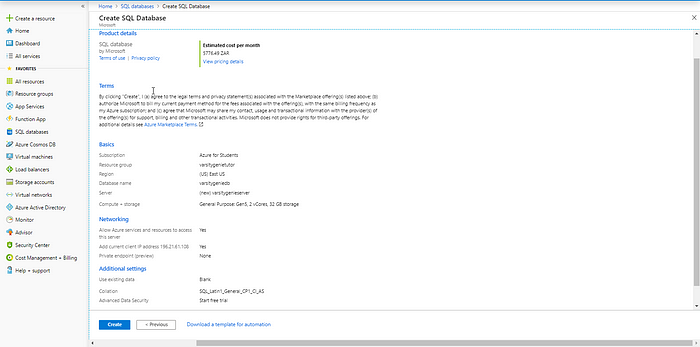 Home > SQL databases > Create SQL Database
Create SQL Database
Microsoft
Create a resource
Home
Dashboard
All services
FAVORITES
All resources
Resource groups
App Services
Function App
SQL databases
Azure Cosmos DB
Virtual machines
Load balancers
Storage accounts
Virtual networks
Azure Active Directory
Monitor
Advisor
Security Center
Cost Management + Billing
Help + support
Product details
SQL database
by Microsoft
Terms of use | Privacy policy
Estimated cost per month
5776.49 ZAR
View pricing details
Terms
By clicking "Create", I (a) agree to the legal terms and privacy statement(s) associated with the Marketplace offering(s) listed above; (b)
authorize Microsoft to bill my current payment method for the fees associated with the offering(s), with the same billing frequency as
my Azure subscription; and (c) agree that Microsoft may share my contact, usage and transactional information with the provider(s) of
the offering(s) for support, billing and other transactional activities. Microsoft does not provide rights for third-party offerings. For
additional details see Azure Marketplace Terms.
Basics
Subscription Azure for Students
Resource group varsitygenietutor
Region (US) East US
Database name varsitygeniedb
Server (new) varsitygenieserver
Compute + storage General Purpose: Gen5, 2 vCores, 32 GB storage
Networking
Allow Azure services and resources to access Yes
this server
Add current client IP address 196.21.61.108 Yes
Private endpoint (preview) None
Additional settings
Use existing data Blank
Collation SQL_Latin1_General_CP1_CI_AS
Advanced Data Security Start free trial
Create
< Previous
Download a template for automation